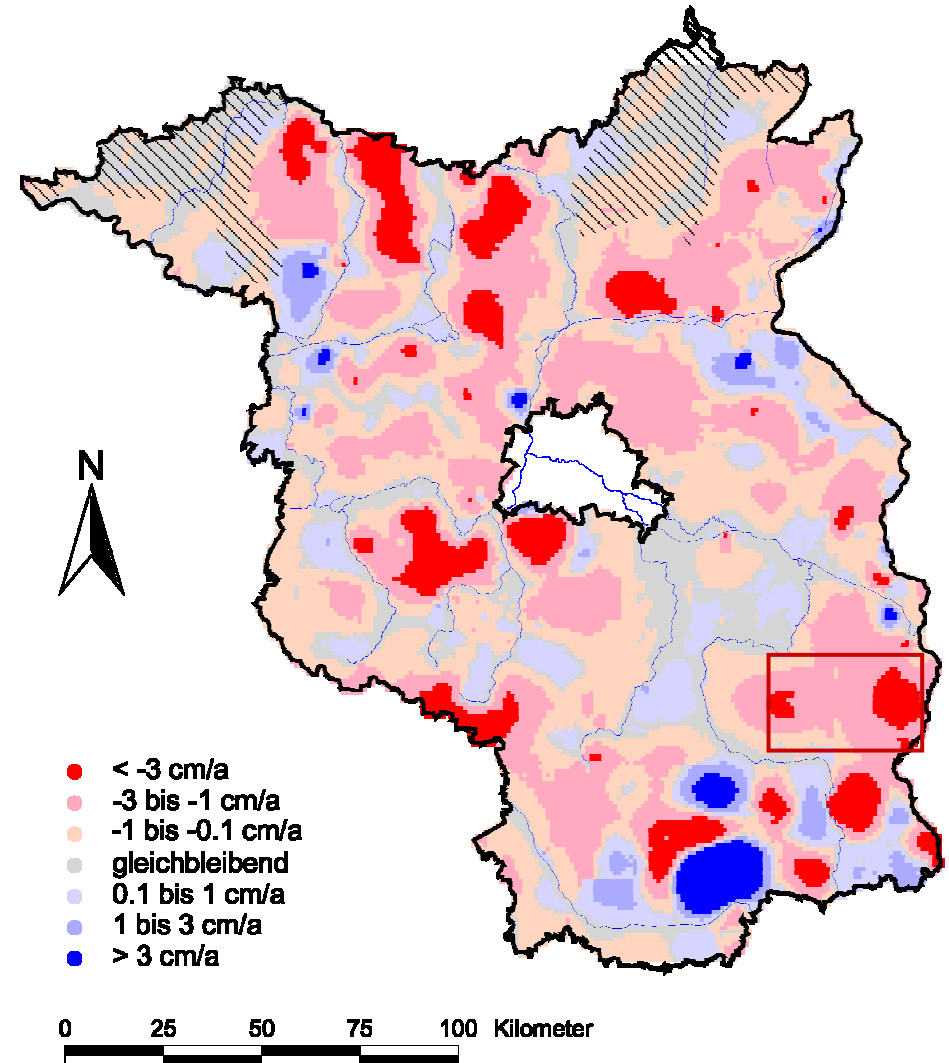 N
< -3 cm/a
-3 bis -1 cm/a
-1 bis -0.1 cm/a
gleichbleibend
0.1 bis 1 cm/a
1 bis 3 cm/a
> 3 cm/a
0 25 50 75 100 Kilometer